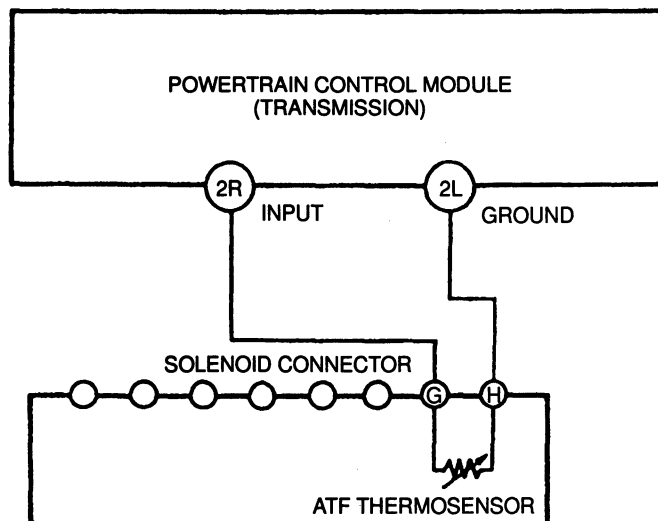 POWERTRAIN CONTROL MODULE
(TRANSMISSION)
2R
2L
INPUT
GROUND
SOLENOID CONNECTOR
G
H
ATF THERMOSENSOR